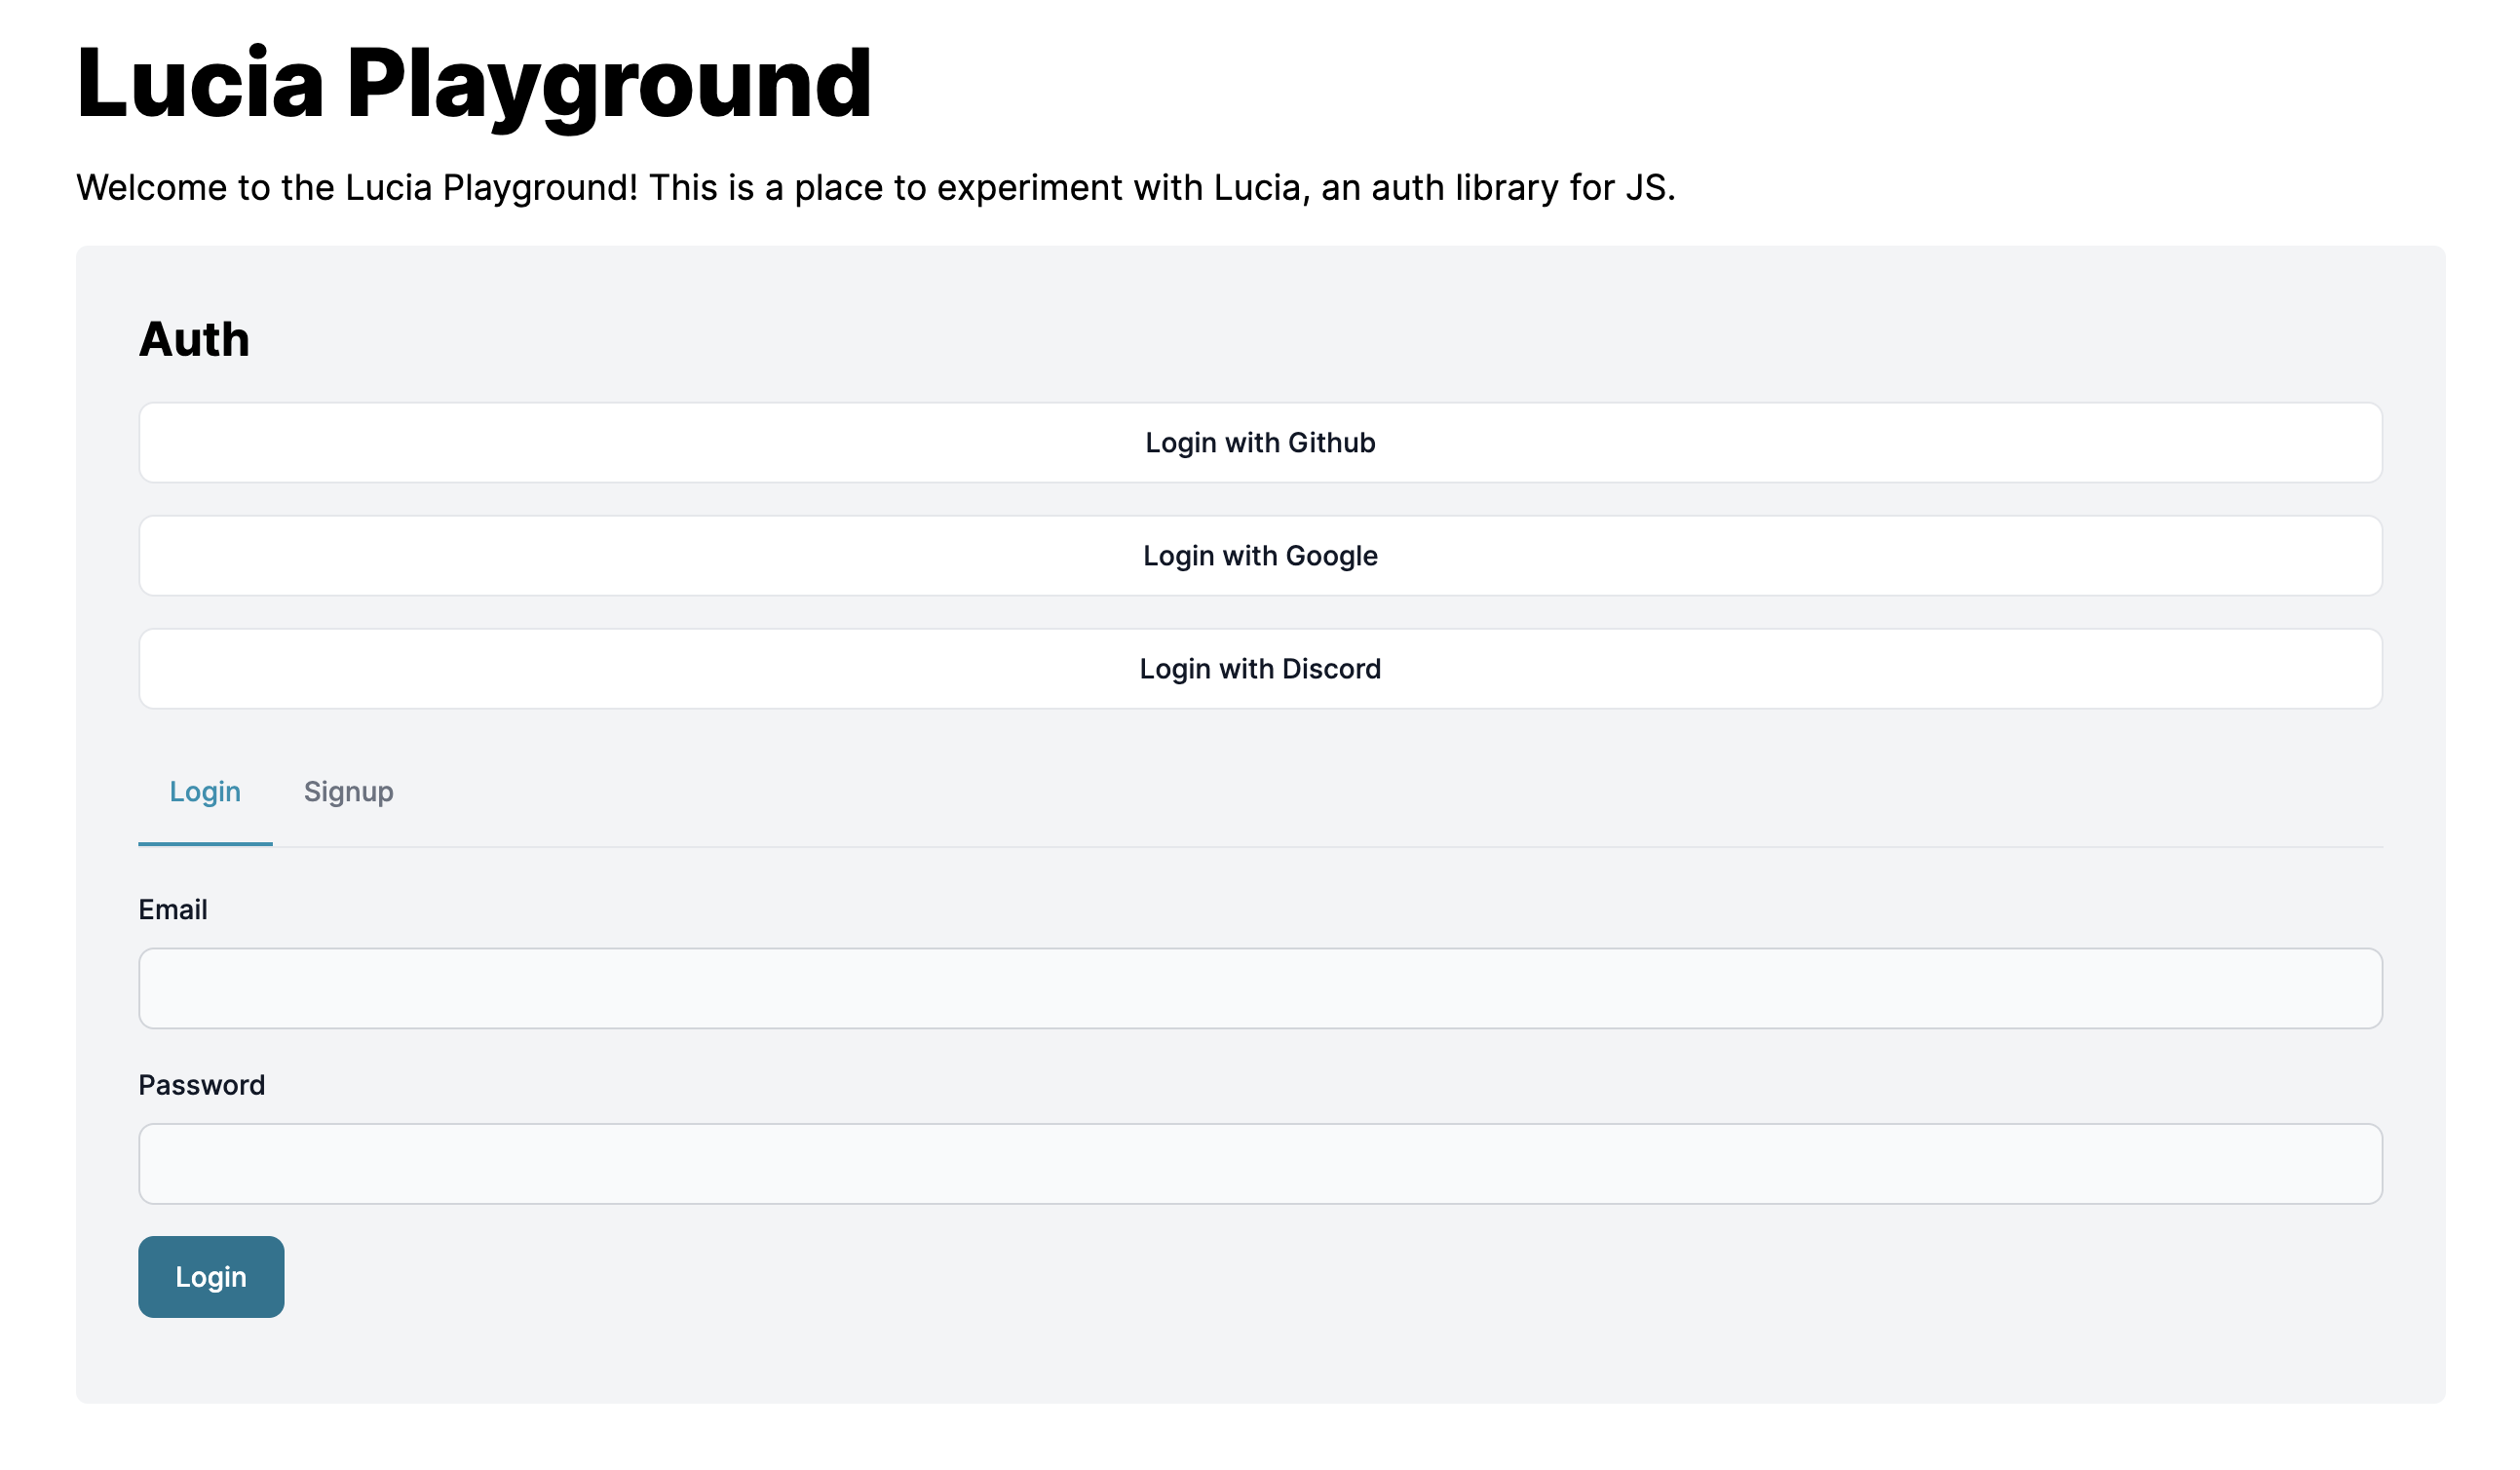 Lucia Playground
Welcome to the Lucia Playground! This is a place to experiment with Lucia, an auth library for JS.
Auth
Login with Github
Login with Google
Login with Discord
Login Signup
Email
Password
Login